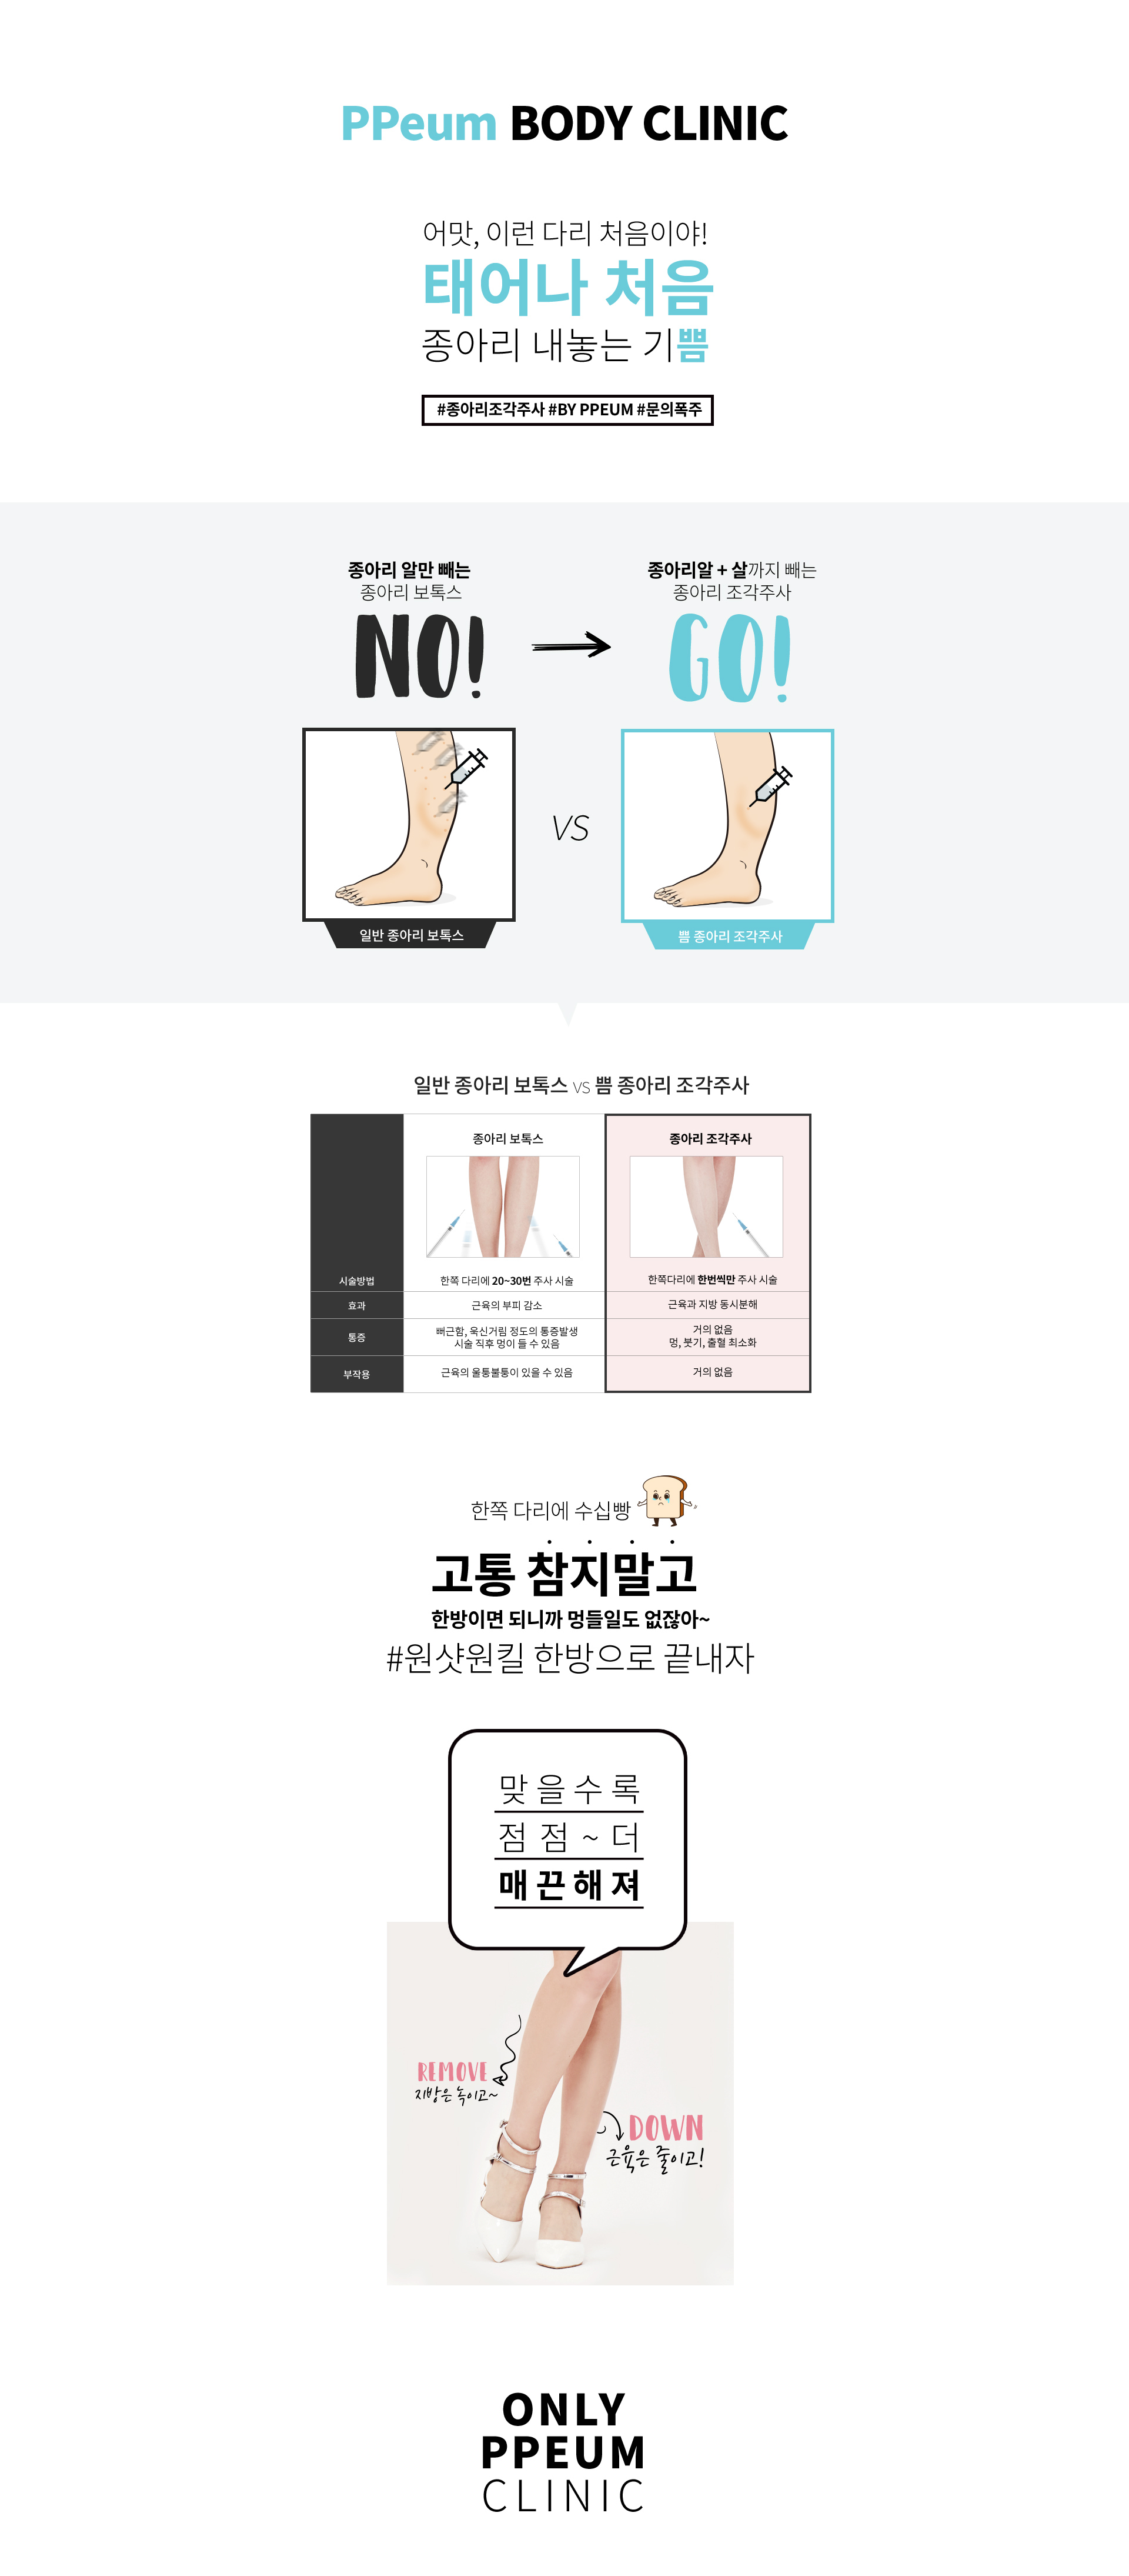 PPeum BODY CLINIC
어맛, 이런 다리 처음이야!
태어나 처음
종아리 내놓는 기쁨
#종아리조각주사 #BY PPEUM #문의폭주
종아리 알만 빼는
종아리 보톡스
NO!
종아리알 + 살까지 빼는
종아리 조각주사
GO!
VS
일반 종아리 보톡스
쁨 종아리 조각주사
일반 종아리 보톡스 VS 쁨 종아리 조각주사
종아리 보톡스
종아리 조각주사
시술방법
한쪽 다리에 20~30번 주사 시술
한쪽다리에 한번씩만 주사 시술
효과
근육의 부피 감소
근육과 지방 동시분해
통증
뻐근함, 욱신거림 정도의 통증발생
시술 직후 멍이 들 수 있음
거의 없음
멍, 붓기, 출혈 최소화
부작용
근육의 울퉁불퉁이 있을 수 있음
거의 없음
한쪽 다리에 수십빵
고통 참지말고
한방이면 되니까 멍들일도 없잖아~
#원샷원킬 한방으로 끝내자
맞을수록
점점~더
매끈해져
REMOVE
지방은 녹이고~
DOWN
근육은 줄이고!
ONLY
PPEUM
CLINIC